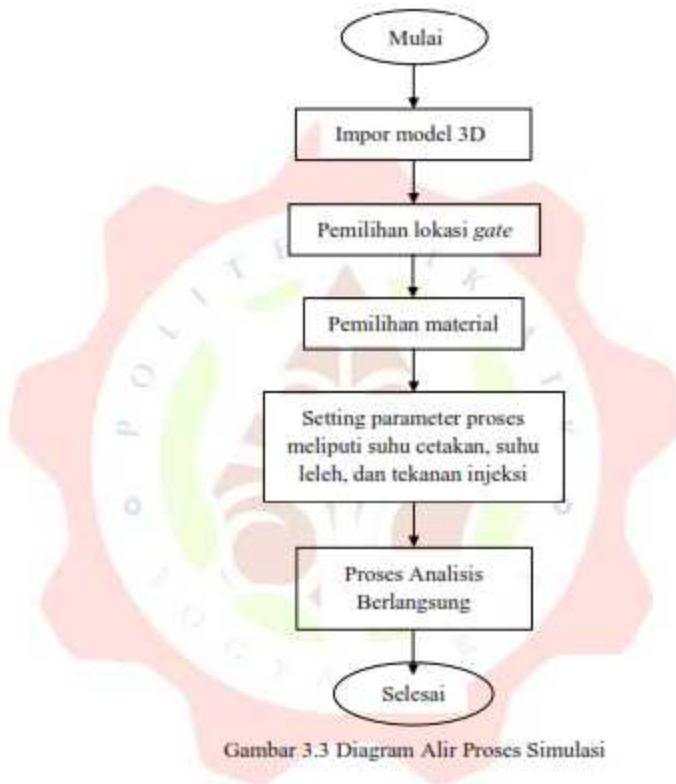 Mulai
Impor model 3D
Pemilihan lokasi gate
Pemilihan material
Setting parameter proses
meliputi suhu cetakan, suhu
leleh, dan tekanan injeksi
Proses Analisis
Berlangsung
Selesai
Gambar 3.3 Diagram Alir Proses Simulasi